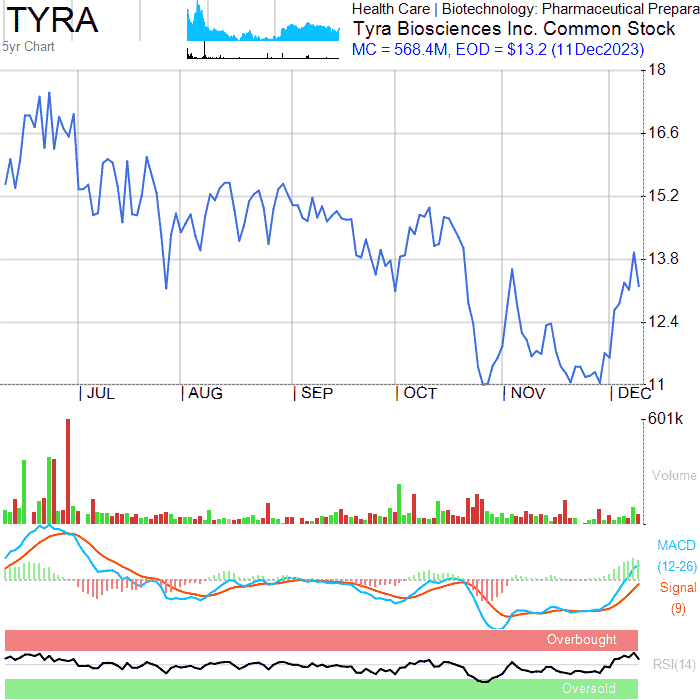 TYRA
5yr Chart
Health Care | Biotechnology: Pharmaceutical Prepara
Tyra Biosciences Inc. Common Stock
MC = 568.4M, EOD = $13.2 (11Dec2023)
18
16.6
15.2
13.8
12.4
11
| JUL | AUG | SEP | OCT | NOV | DEC
601k
Volume
MACD
(12-26)
Signal
(9)
Overbought
RSI(14)
Oversold